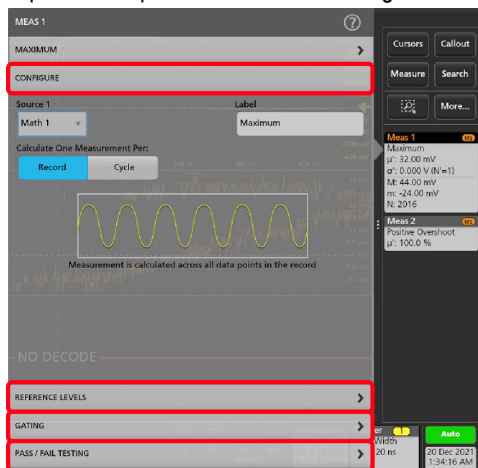 MEAS 1
?
MAXIMUM
CONFIGURE
Source 1
Label
Math 1
Maximum
Calculate One Measurement Per:
Record
Cycle
Measurement is calculated across all data points in the record
NO DECODE
REFERENCE LEVELS
GATING
PASS / FAIL TESTING
Cursors
Callout
Measure
Search
More...
Meas 1
M1
Maximum
µ': 32.00 mV
σ': 0.000 V (N'=1)
M: 44.00 mV
m: -24.00 mV
N: 2016
Meas 2
M1
Positive Overshoot
µ': 100.0 %
Width
20 ns
Auto
20 Dec 2021
1:34:16 AM